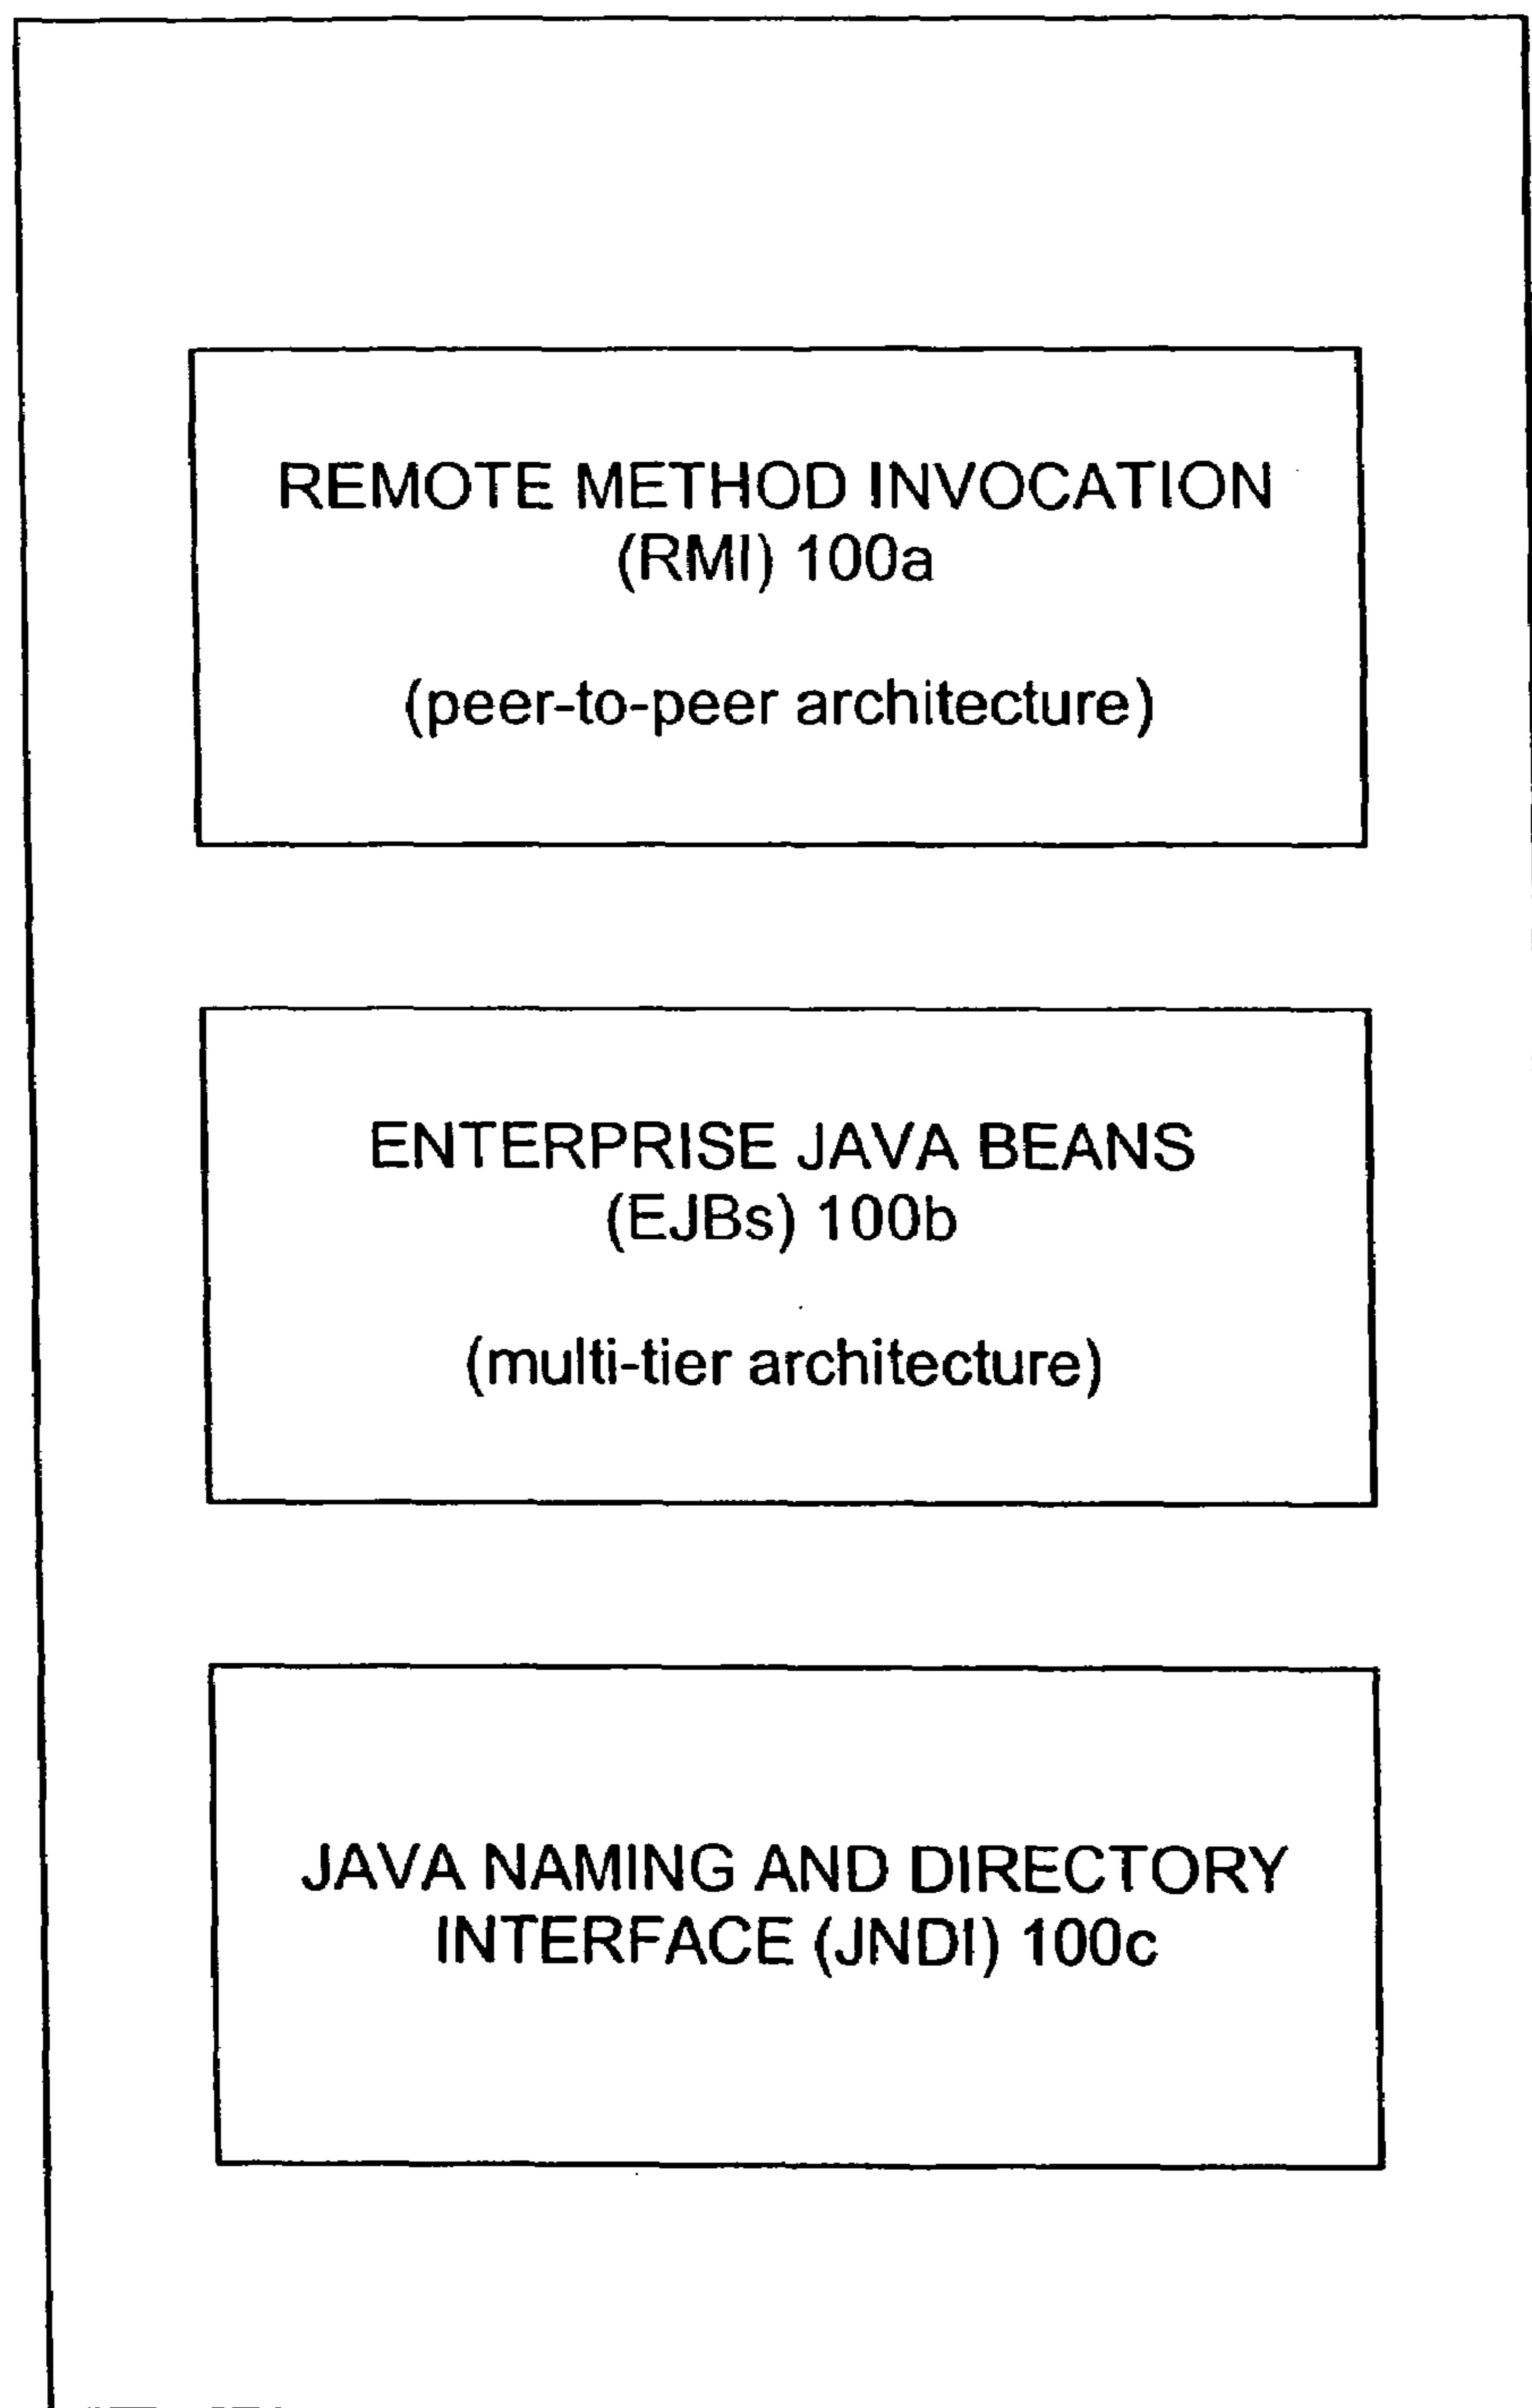 REMOTE METHOD INVOCATION
(RMI) 100a
(peer-to-peer architecture)
ENTERPRISE JAVA BEANS
(EJBs) 100b
(multi-tier architecture)
JAVA NAMING AND DIRECTORY
INTERFACE (JNDI) 100c